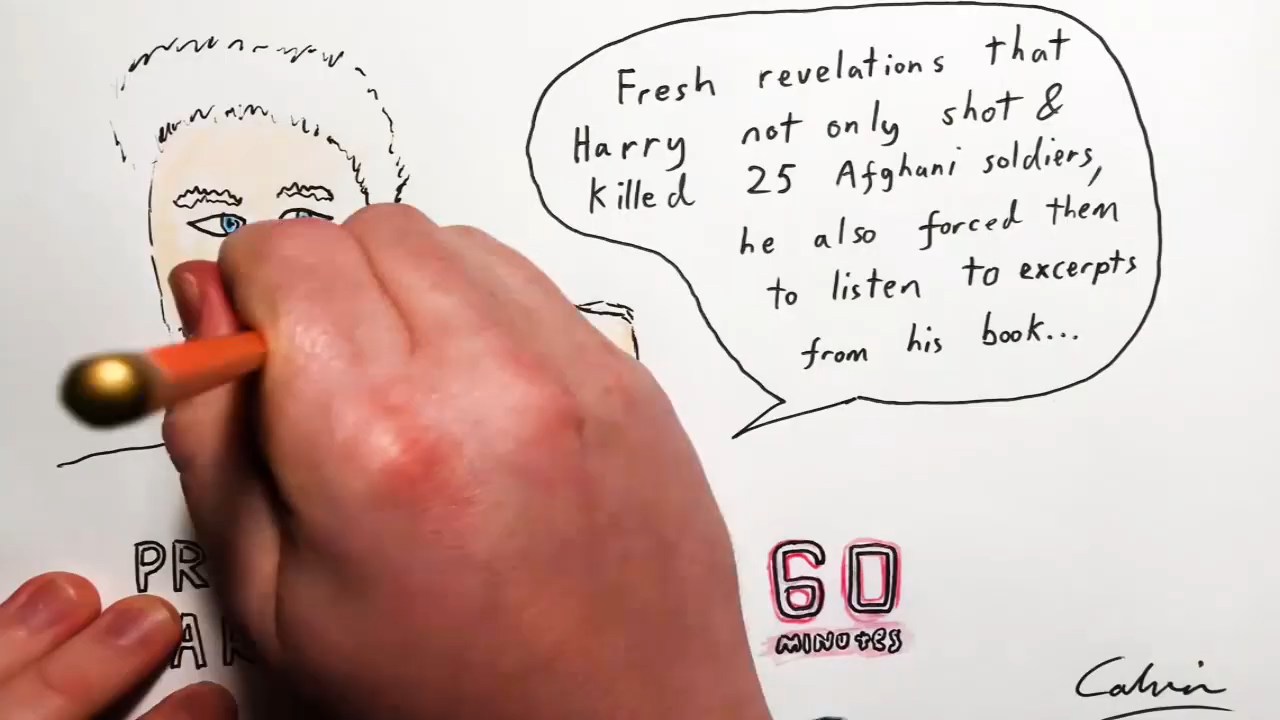 Fresh revelations that
Harry not only shot &
killed 25 Afghani soldiers,
he also forced them
to listen to excerpts
from his book...
PR
AR
60
MINUTES
Calvin